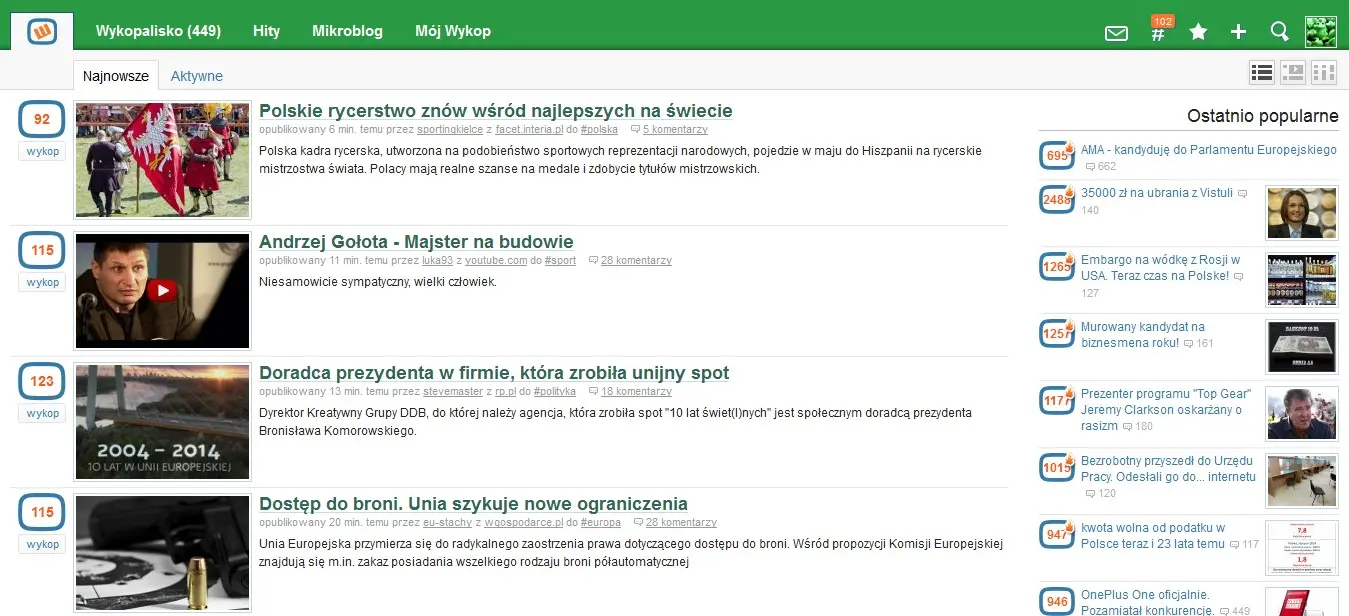 Wykopalisko (449) Hity Mikroblog Mój Wykop
102
#
Najnowsze Aktywne
92
wykop
Polskie rycerstwo znów wśród najlepszych na świecie
opublikowany 6 min. temu przez sportingkielce z facet.interia.pl do #polska 5 komentarzy
Polska kadra rycerska, utworzona na podobieństwo sportowych reprezentacji narodowych, pojedzie w maju do Hiszpanii na rycerskie
mistrzostwa świata. Polacy mają realne szanse na medale i zdobycie tytułów mistrzowskich.
115
wykop
Andrzej Gołota - Majster na budowie
opublikowany 11 min. temu przez luka93 z youtube.com do #sport 28 komentarzy
Niesamowicie sympatyczny, wielki człowiek.
123
wykop
2004 – 2014
10 LAT W UNII EUROPEJSKIEJ
Doradca prezydenta w firmie, która zrobiła unijny spot
opublikowany 13 min. temu przez stevemaster z rp.pl do #polityka 18 komentarzy
Dyrektor Kreatywny Grupy DDB, do której należy agencja, która zrobiła spot "10 lat świet(l)nych" jest społecznym doradcą prezydenta
Bronisława Komorowskiego.
115
wykop
Dostęp do broni. Unia szykuje nowe ograniczenia
opublikowany 20 min. temu przez eu-stachy z wgospodarce.pl do #europa 28 komentarzy
Unia Europejska przymierza się do radykalnego zaostrzenia prawa dotyczącego dostępu do broni. Wśród propozycji Komisji Europejskiej
znajdują się m.in. zakaz posiadania wszelkiego rodzaju broni półautomatycznej
Ostatnio popularne
695
AMA - kandyduję do Parlamentu Europejskiego
662
2488
35000 zł na ubrania z Vistuli
140
1265
Embargo na wódkę z Rosji w
USA. Teraz czas na Polske!
127
1257
Murowany kandydat na
biznesmena roku! 161
1177
Prezenter programu "Top Gear"
Jeremy Clarkson oskarżany o
rasizm 180
1015
Bezrobotny przyszedł do Urzędu
Pracy. Odesłali go do... internetu
120
947
kwota wolna od podatku w
Polsce teraz i 23 lata temu 117
7,8
1,8
946
OnePlus One oficjalnie.
Pozamiatał konkurencję. 449